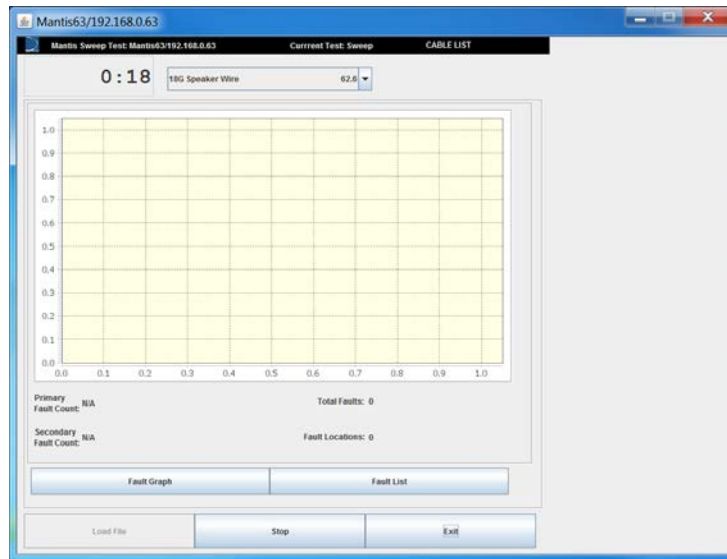 Mantis63/192.168.0.63
Mantis Sweep Test: Mantis63/192.168.0.63 Currrent Test: Sweep CABLE LIST
0:18 18G Speaker Wire 62.6
1.0
0.9
0.8
0.7
0.6
0.5
0.4
0.3
0.2
0.1
0.0
0.0 0.1 0.2 0.3 0.4 0.5 0.6 0.7 0.8 0.9 1.0
Primary
Fault Count: N/A Total Faults: 0
Secondary
Fault Count: N/A Fault Locations: 0
Fault Graph Fault List
Load File Stop Exit